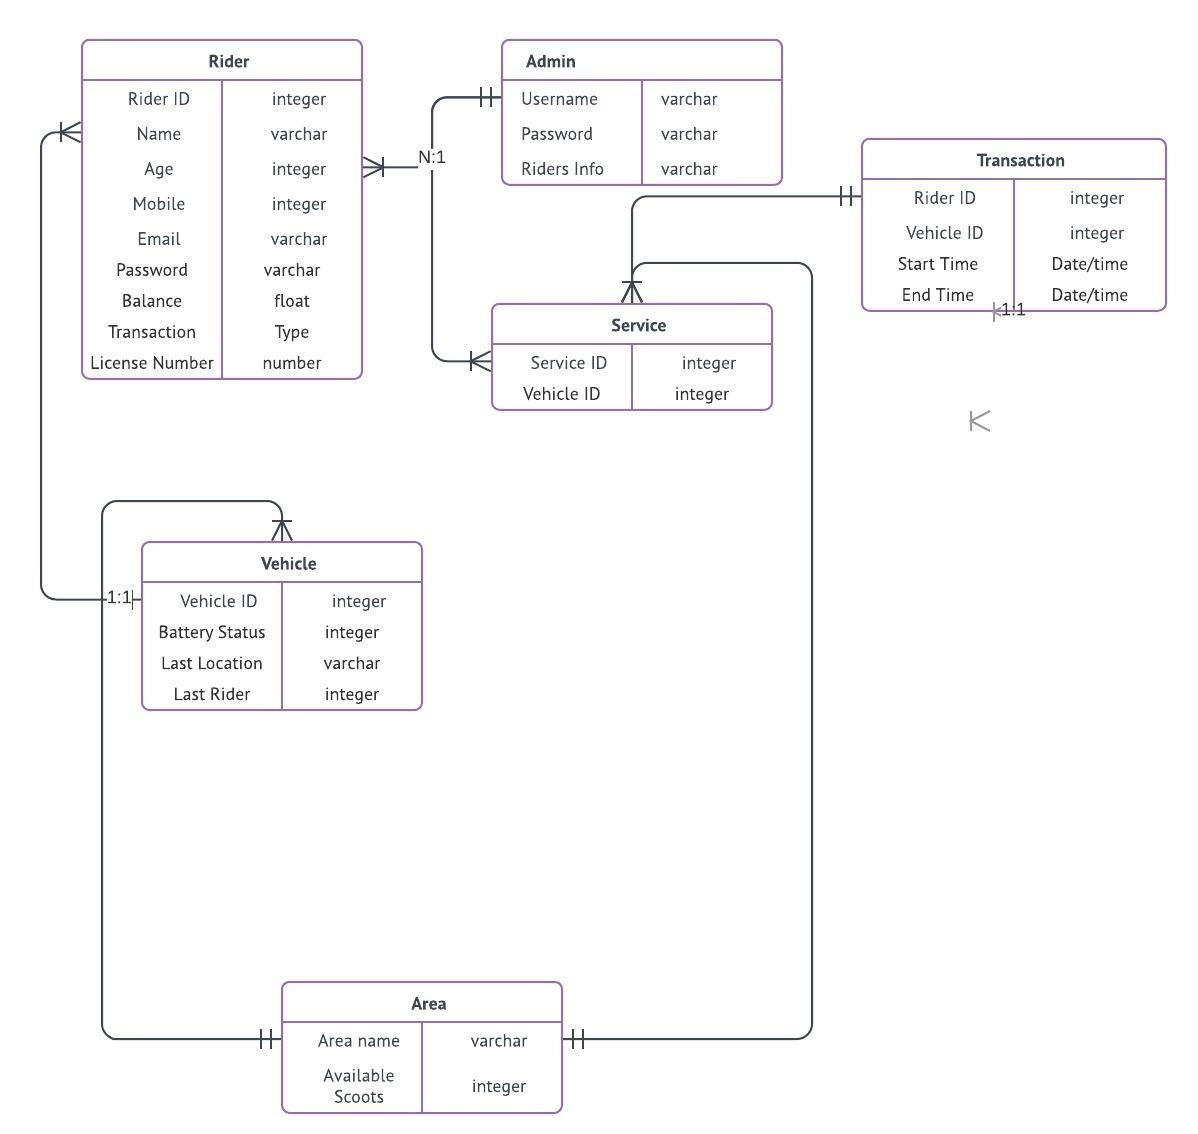 Rider
Rider ID integer
Name varchar
Age integer
Mobile integer
Email varchar
Password varchar
Balance float
Transaction Type
License Number number
N:1
Admin
Username varchar
Password varchar
Riders Info varchar
Transaction
Rider ID integer
Vehicle ID integer
Start Time Date/time
End Time Date/time
1:1
Service
Service ID integer
Vehicle ID integer
Vehicle
1:1
Vehicle ID integer
Battery Status integer
Last Location varchar
Last Rider integer
Area
Area name varchar
Available
Scoots integer